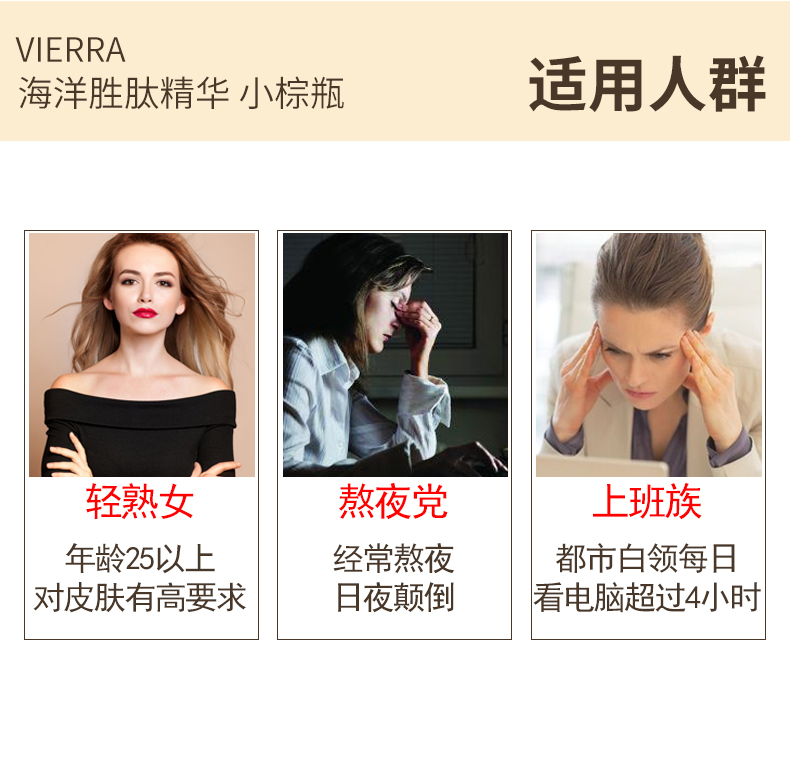 VIERRA
海洋胜肽精华 小棕瓶
适用人群
轻熟女
年龄25以上
对皮肤有高要求
熬夜党
经常熬夜
日夜颠倒
上班族
都市白领每日
看电脑超过4小时